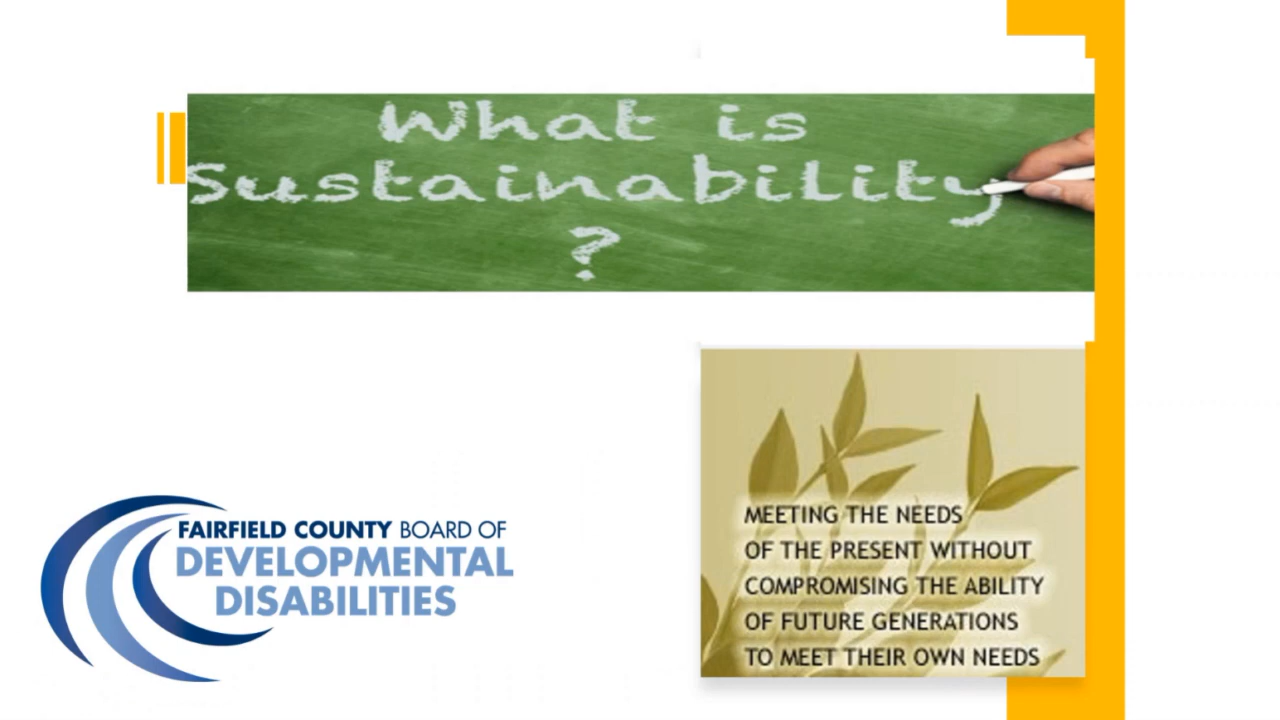 What is
Sustainability
?
FAIRFIELD COUNTY BOARD OF
DEVELOPMENTAL
DISABILITIES
MEETING THE NEEDS
OF THE PRESENT WITHOUT
COMPROMISING THE ABILITY
OF FUTURE GENERATIONS
TO MEET THEIR OWN NEEDS